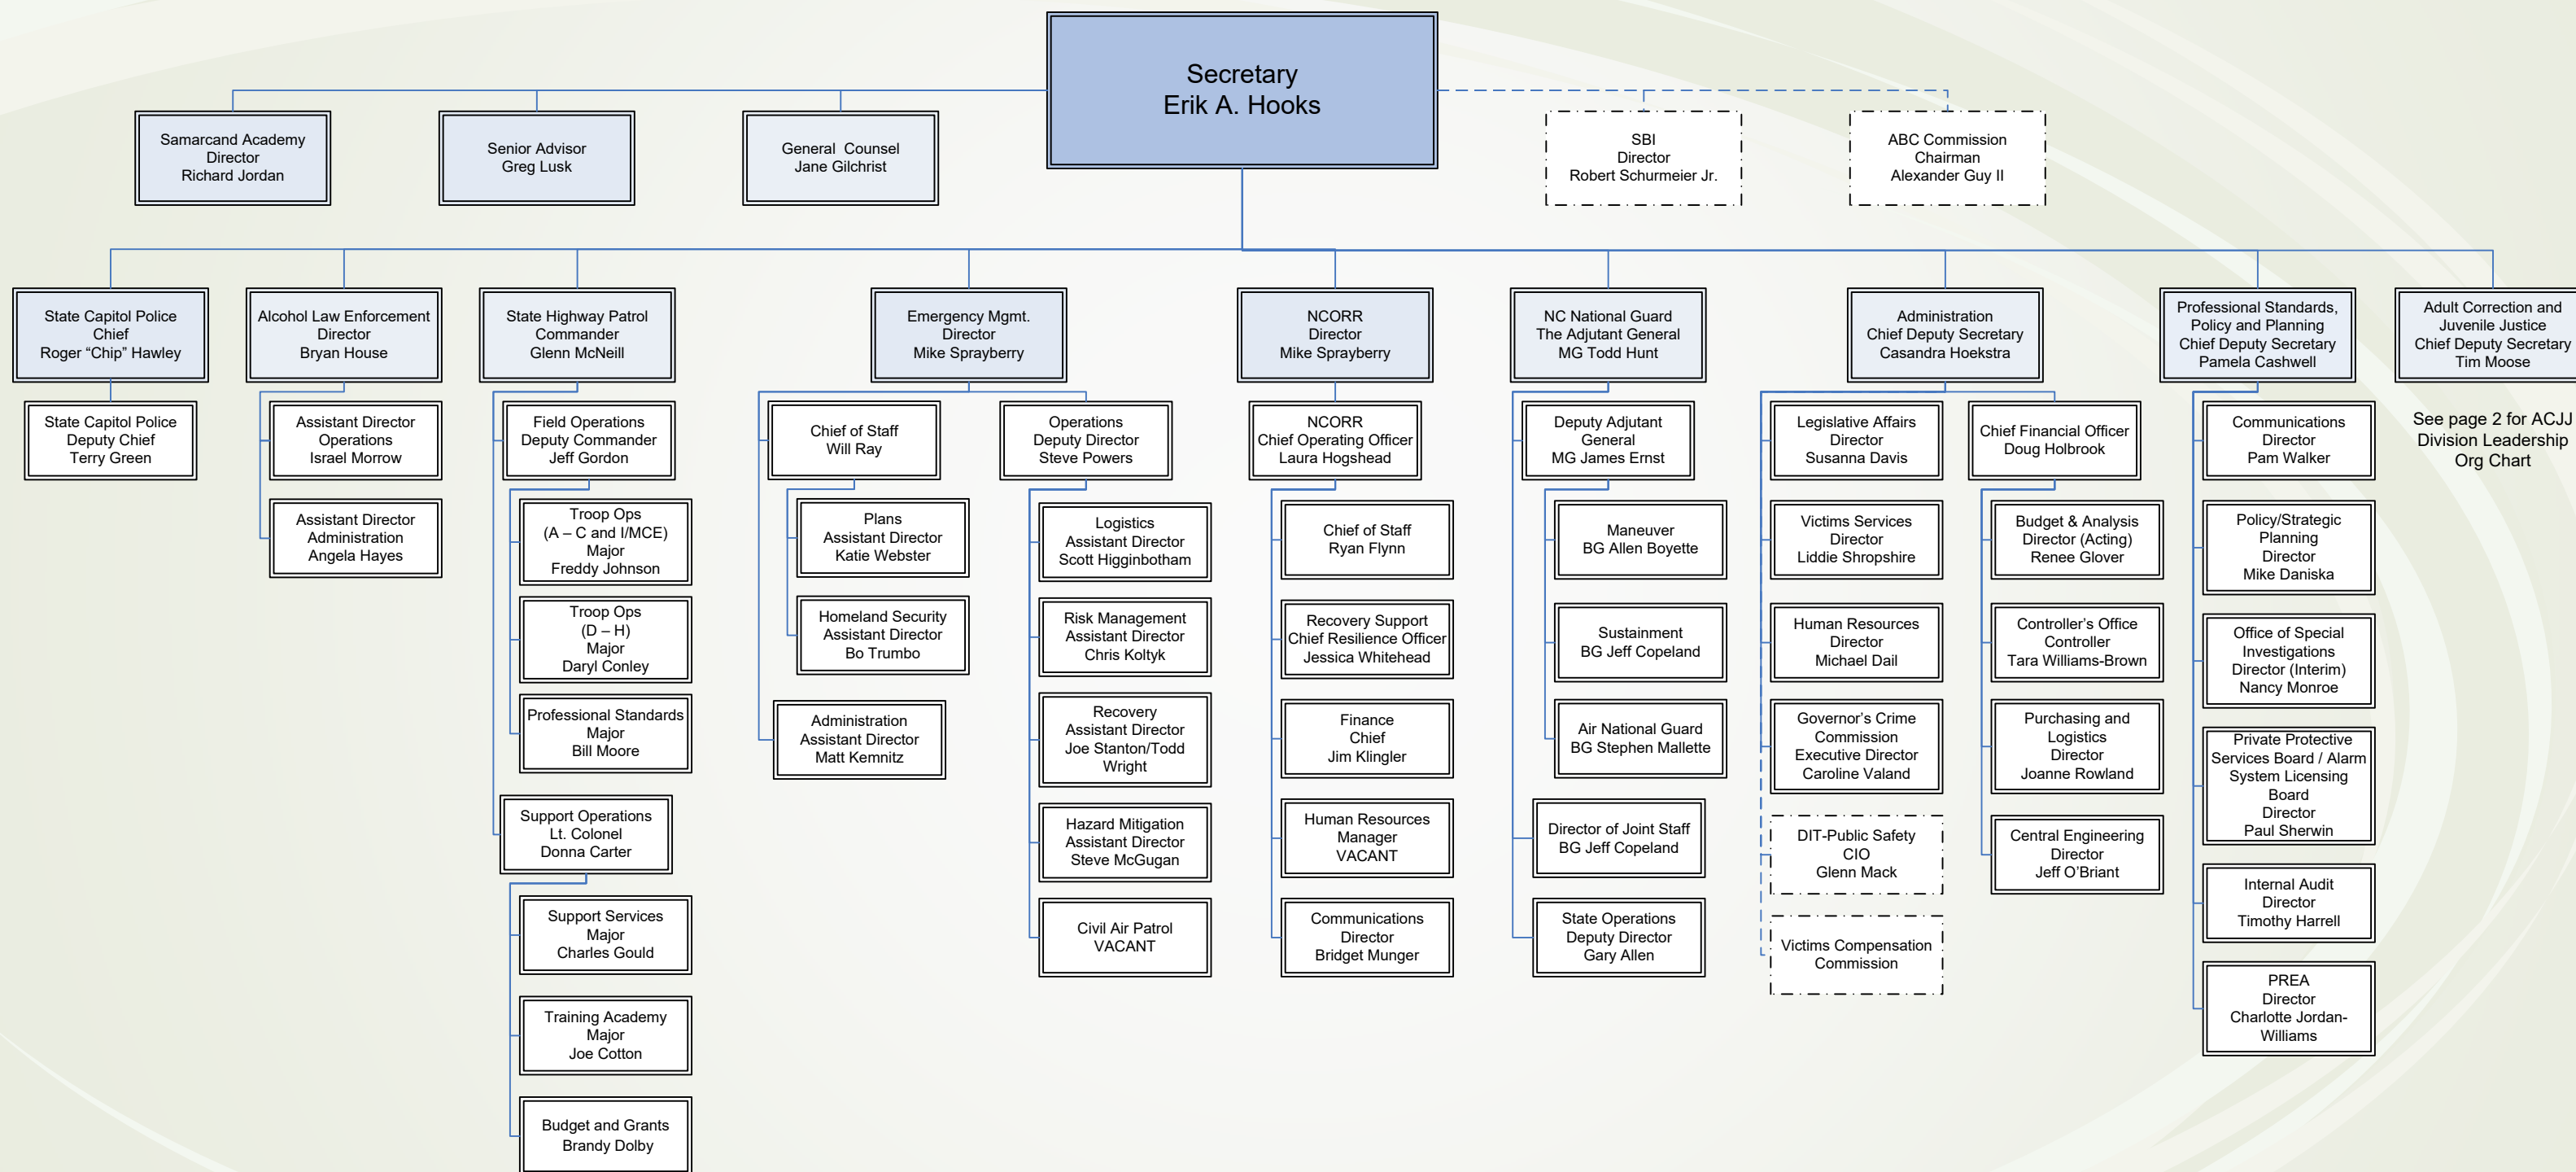 Secretary
Erik A. Hooks
Samarcand Academy
Director
Richard Jordan
Senior Advisor
Greg Lusk
General Counsel
Jane Gilchrist
SBI
Director
Robert Schurmeier Jr.
ABC Commission
Chairman
Alexander Guy II
State Capitol Police
Chief
Roger “Chip” Hawley
Alcohol Law Enforcement
Director
Bryan House
State Highway Patrol
Commander
Glenn McNeill
Emergency Mgmt.
Director
Mike Sprayberry
NCORR
Director
Mike Sprayberry
NC National Guard
The Adjutant General
MG Todd Hunt
Administration
Chief Deputy Secretary
Casandra Hoekstra
Professional Standards,
Policy and Planning
Chief Deputy Secretary
Pamela Cashwell
Adult Correction and
Juvenile Justice
Chief Deputy Secretary
Tim Moose
State Capitol Police
Deputy Chief
Terry Green
Assistant Director
Operations
Israel Morrow
Assistant Director
Administration
Angela Hayes
Field Operations
Deputy Commander
Jeff Gordon
Troop Ops
(A – C and I/MCE)
Major
Freddy Johnson
Troop Ops
(D – H)
Major
Daryl Conley
Professional Standards
Major
Bill Moore
Support Operations
Lt. Colonel
Donna Carter
Support Services
Major
Charles Gould
Training Academy
Major
Joe Cotton
Budget and Grants
Brandy Dolby
Chief of Staff
Will Ray
Plans
Assistant Director
Katie Webster
Homeland Security
Assistant Director
Bo Trumbo
Administration
Assistant Director
Matt Kemnitz
Operations
Deputy Director
Steve Powers
Logistics
Assistant Director
Scott Higginbotham
Risk Management
Assistant Director
Chris Koltyk
Recovery
Assistant Director
Joe Stanton/Todd
Wright
Hazard Mitigation
Assistant Director
Steve McGugan
Civil Air Patrol
VACANT
NCORR
Chief Operating Officer
Laura Hogshead
Chief of Staff
Ryan Flynn
Recovery Support
Chief Resilience Officer
Jessica Whitehead
Finance
Chief
Jim Klingler
Human Resources
Manager
VACANT
Communications
Director
Bridget Munger
Deputy Adjutant
General
MG James Ernst
Maneuver
BG Allen Boyette
Sustainment
BG Jeff Copeland
Air National Guard
BG Stephen Mallette
Director of Joint Staff
BG Jeff Copeland
State Operations
Deputy Director
Gary Allen
Legislative Affairs
Director
Susanna Davis
Victims Services
Director
Liddie Shropshire
Human Resources
Director
Michael Dail
Governor’s Crime
Commission
Executive Director
Caroline Valand
DIT-Public Safety
CIO
Glenn Mack
Victims Compensation
Commission
Chief Financial Officer
Doug Holbrook
Budget & Analysis
Director (Acting)
Renee Glover
Controller’s Office
Controller
Tara Williams-Brown
Purchasing and
Logistics
Director
Joanne Rowland
Central Engineering
Director
Jeff O’Briant
Communications
Director
Pam Walker
Policy/Strategic
Planning
Director
Mike Daniska
Office of Special
Investigations
Director (Interim)
Nancy Monroe
Private Protective
Services Board / Alarm
System Licensing
Board
Director
Paul Sherwin
Internal Audit
Director
Timothy Harrell
PREA
Director
Charlotte Jordan-
Williams
See page 2 for ACJJ
Division Leadership
Org Chart